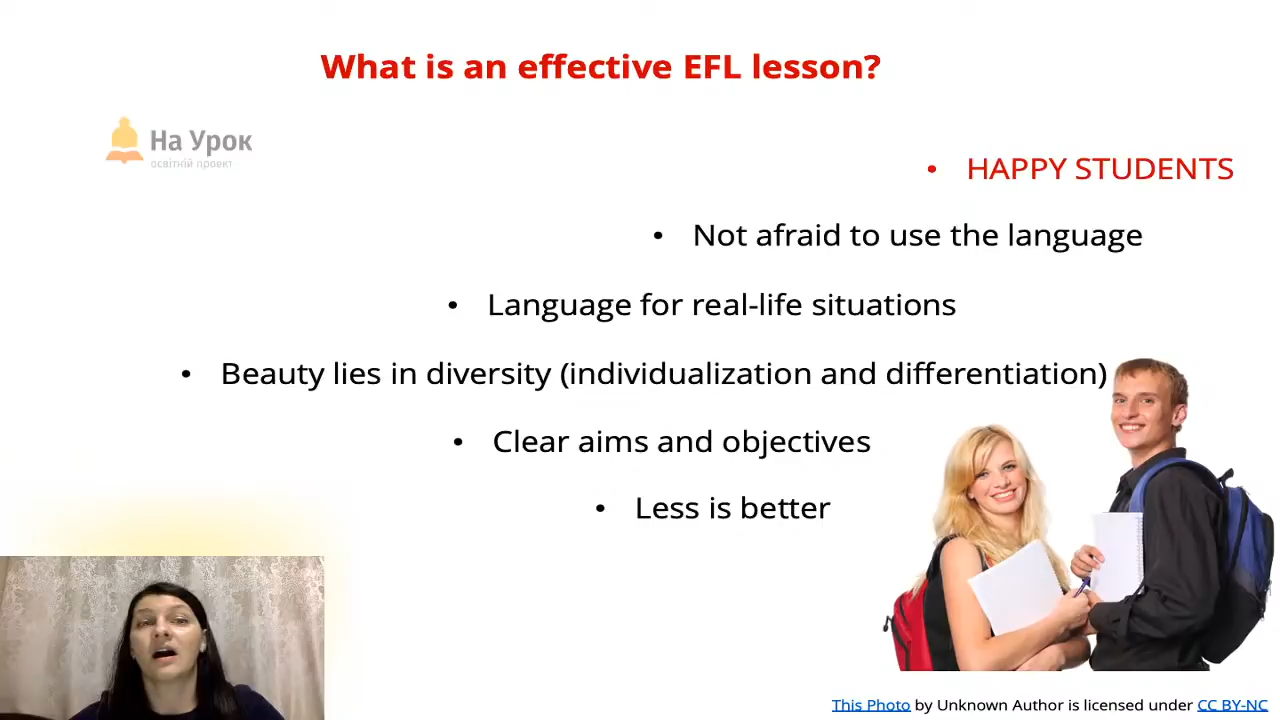 What is an effective EFL lesson?
На Урок
освітній проект
• HAPPY STUDENTS
• Not afraid to use the language
• Language for real-life situations
• Beauty lies in diversity (individualization and differentiation)
• Clear aims and objectives
• Less is better
This Photo by Unknown Author is licensed under CC BY-NC